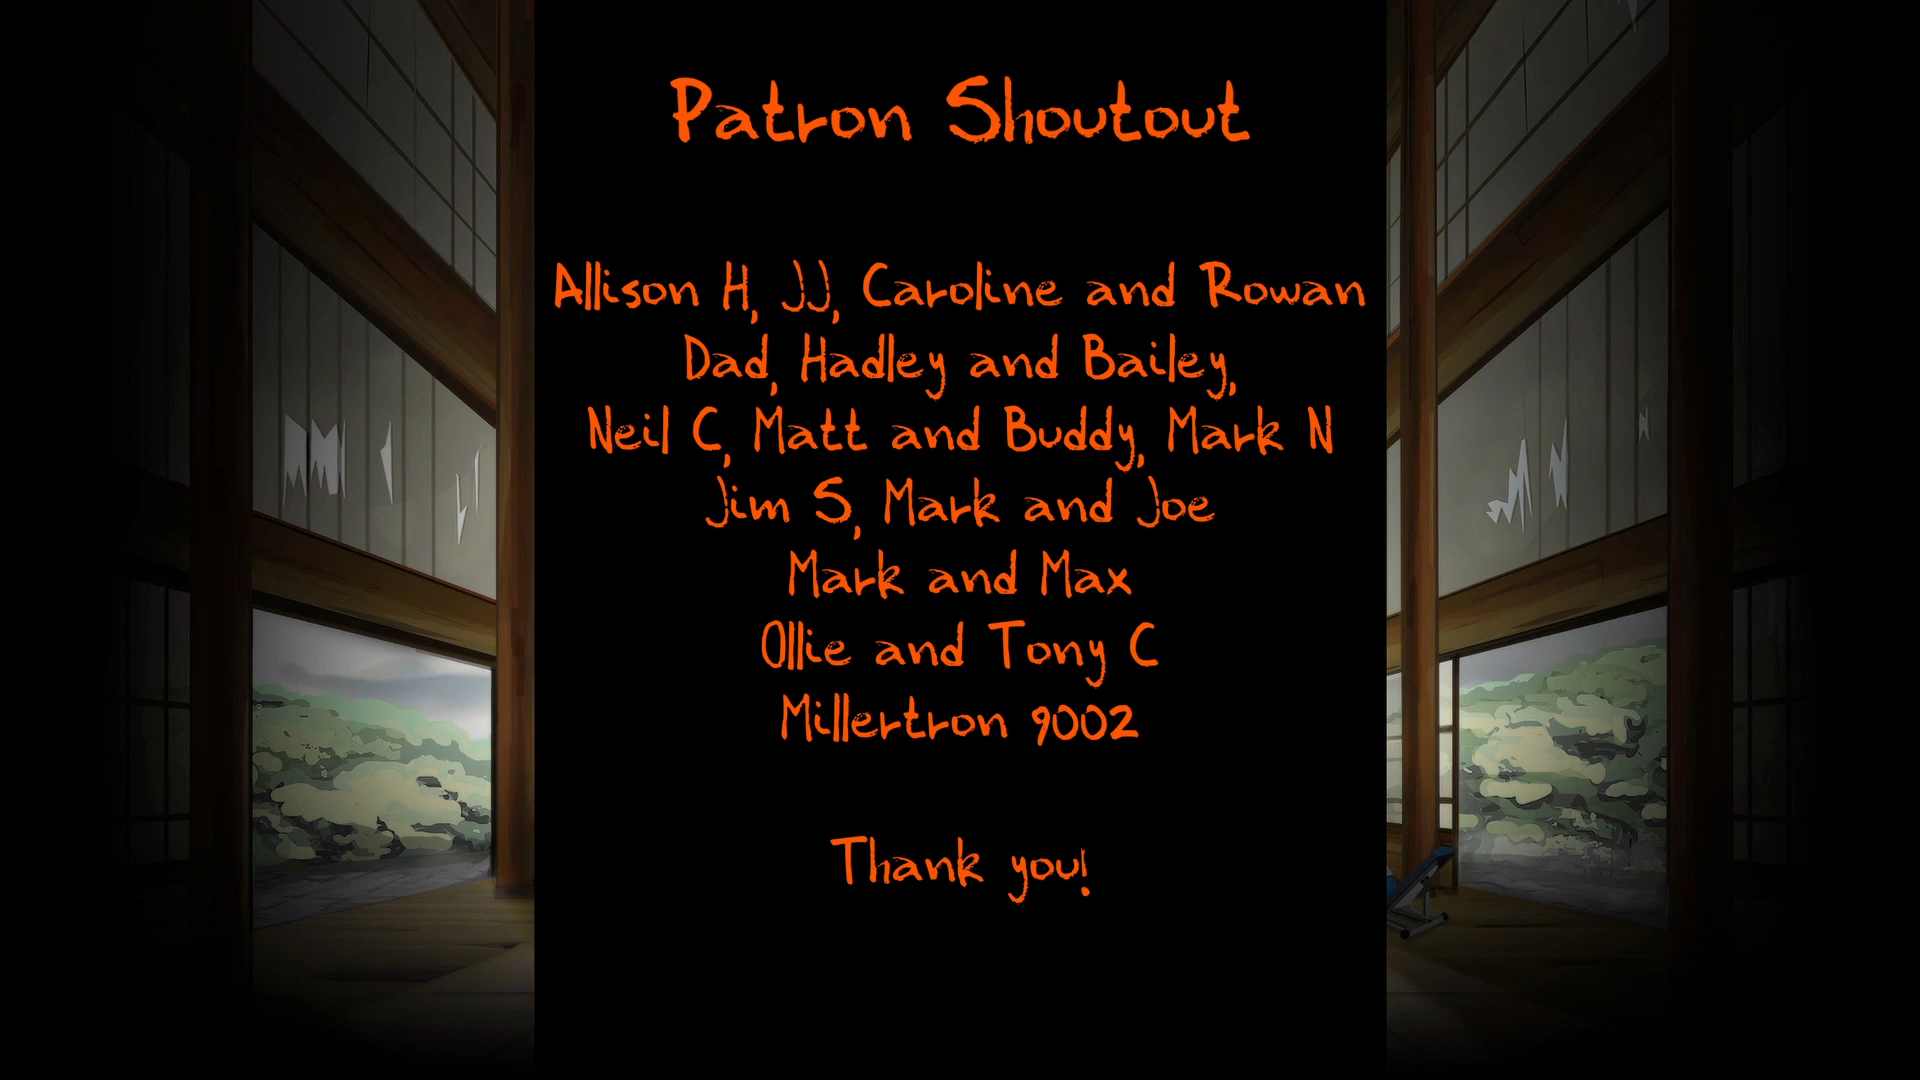 Patron Shoutout
Allison H, JJ, Caroline and Rowan
Dad, Hadley and Bailey,
Neil C, Matt and Buddy, Mark N
Jim S, Mark and Joe
Mark and Max
Ollie and Tony C
Millertron 9002
Thank you!